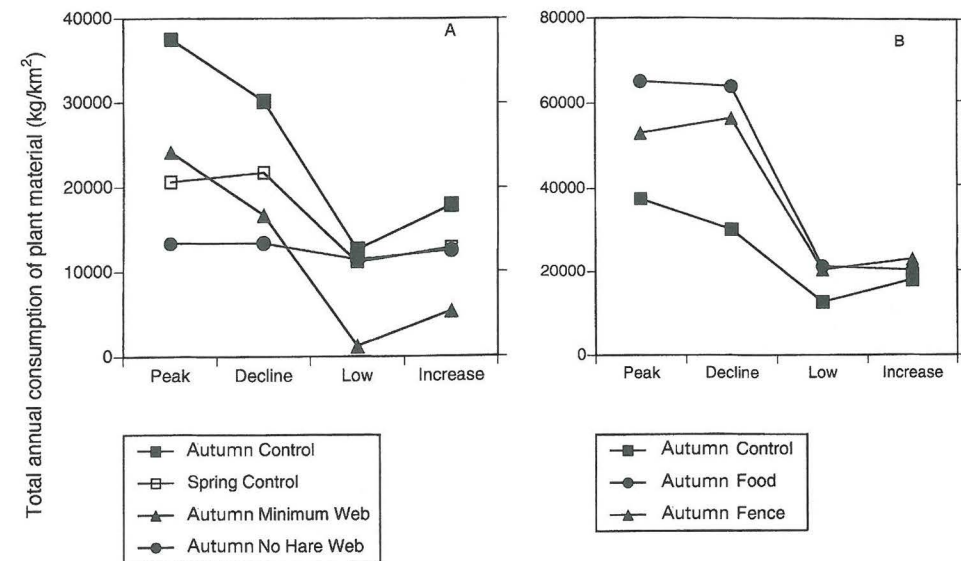 Total annual consumption of plant material (kg/km²)
40000
30000
20000
10000
0
A
Peak Decline Low Increase
Autumn Control
Spring Control
Autumn Minimum Web
Autumn No Hare Web
80000
60000
40000
20000
0
B
Peak Decline Low Increase
Autumn Control
Autumn Food
Autumn Fence